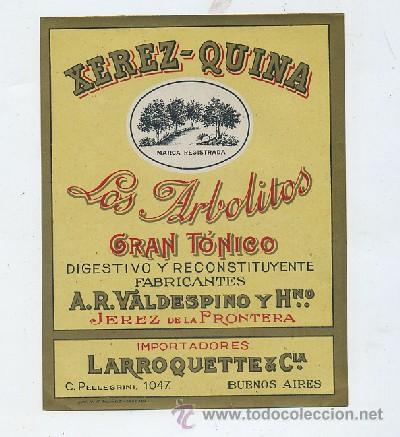 XEREZ-QUINA
MARCA REGISTRADA
Los Arbolitos
GRAN TÓNICO
DIGESTIVO Y RECONSTITUYENTE
FABRICANTES
A.R. VALDESPINO Y HNO
JEREZ DE LA FRONTERA
IMPORTADORES
LARROQUETTE & CIA
C. PELLEGRINI, 1047 BUENOS AIRES
todocoleccion.net